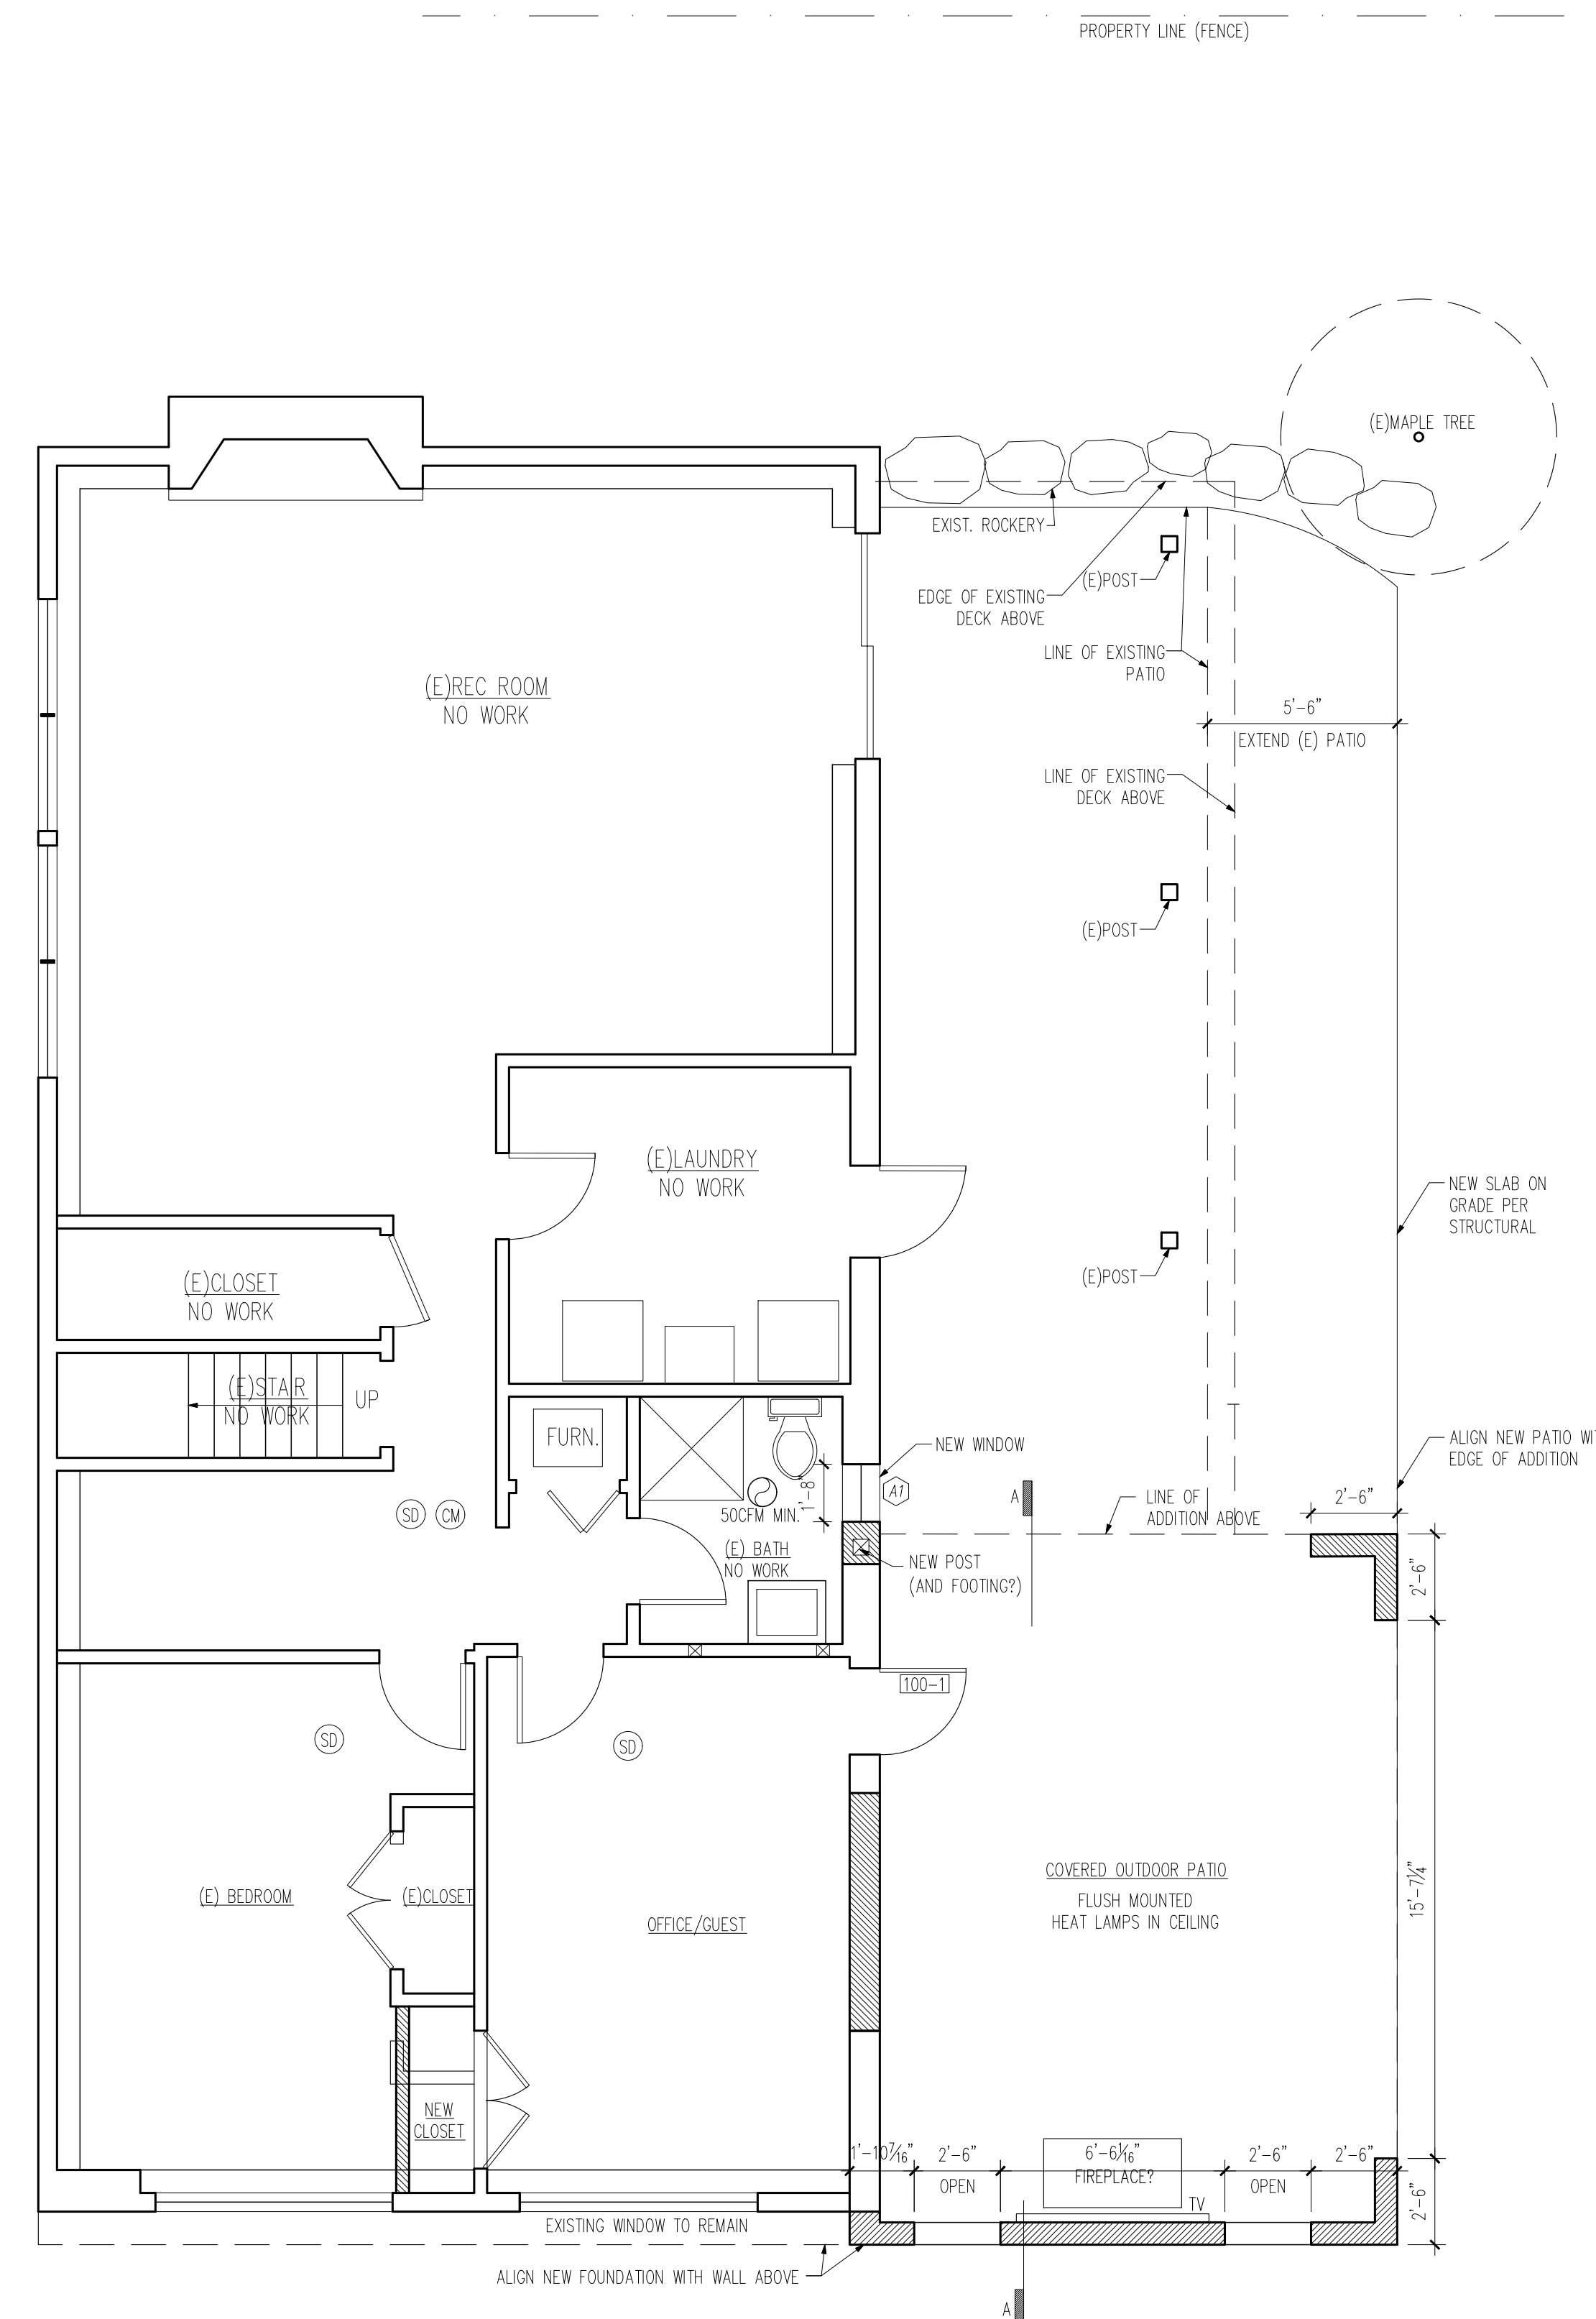 PROPERTY LINE (FENCE)
(E)MAPLE TREE
EXIST. ROCKERY
(E)POST
EDGE OF EXISTING
DECK ABOVE
LINE OF EXISTING
PATIO
(E)REC ROOM
NO WORK
5'-6"
EXTEND (E) PATIO
LINE OF EXISTING
DECK ABOVE
(E)POST
(E)LAUNDRY
NO WORK
NEW SLAB ON
GRADE PER
STRUCTURAL
(E)POST
(E)CLOSET
NO WORK
(E)STAIR
NO WORK
UP
FURN.
NEW WINDOW
ALIGN NEW PATIO WI
EDGE OF ADDITION
A1
1'-8"
A
2'-6"
LINE OF
ADDITION ABOVE
SD
CM
50CFM MIN.
(E) BATH
NO WORK
NEW POST
(AND FOOTING?)
2'-6"
100-1
SD
SD
COVERED OUTDOOR PATIO
FLUSH MOUNTED
HEAT LAMPS IN CEILING
15'-7¼"
(E) BEDROOM
(E)CLOSET
OFFICE/GUEST
NEW
CLOSET
1'-10⁷⁄₁₆"
2'-6"
OPEN
6'-6¹⁄₁₆"
FIREPLACE?
2'-6"
OPEN
2'-6"
2'-6"
TV
EXISTING WINDOW TO REMAIN
ALIGN NEW FOUNDATION WITH WALL ABOVE
A